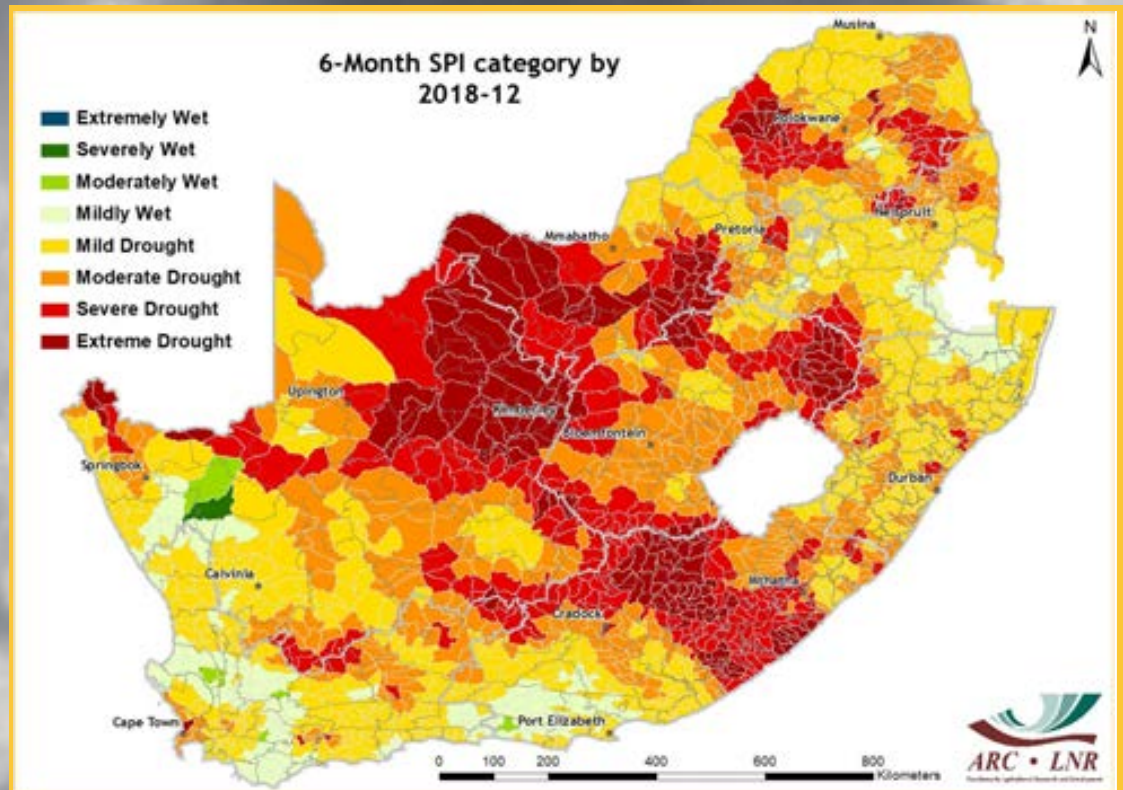 6-Month SPI category by
2018-12
N
Extremely Wet
Severely Wet
Moderately Wet
Mildly Wet
Mild Drought
Moderate Drought
Severe Drought
Extreme Drought
Musina
Polokwane
Nelspruit
Mmabatho
Pretoria
Upington
Kimberley
Bloemfontein
Springbok
Durban
Calvinia
Mthatha
Cradock
Cape Town
Port Elizabeth
0 100 200 400 600 800
Kilometers
ARC • LNR